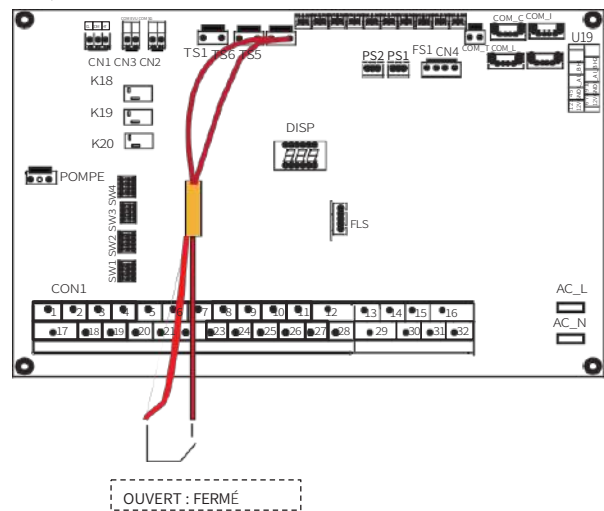 COM_C COM_I
U19
TS1 TS6 TS5
COM_T COM_L
CN1 CN3 CN2
PS2 PS1 FS1 CN4
K18
K19
K20
DISP
POMPE
SW4
SW3
SW2
SW1
FLS
CON1
AC_L
1 2 3 4 5 6 7 8 9 10 11 12 13 14 15 16
AC_N
17 18 19 20 21 23 24 25 26 27 28 29 30 31 32
OUVERT : FERMÉ